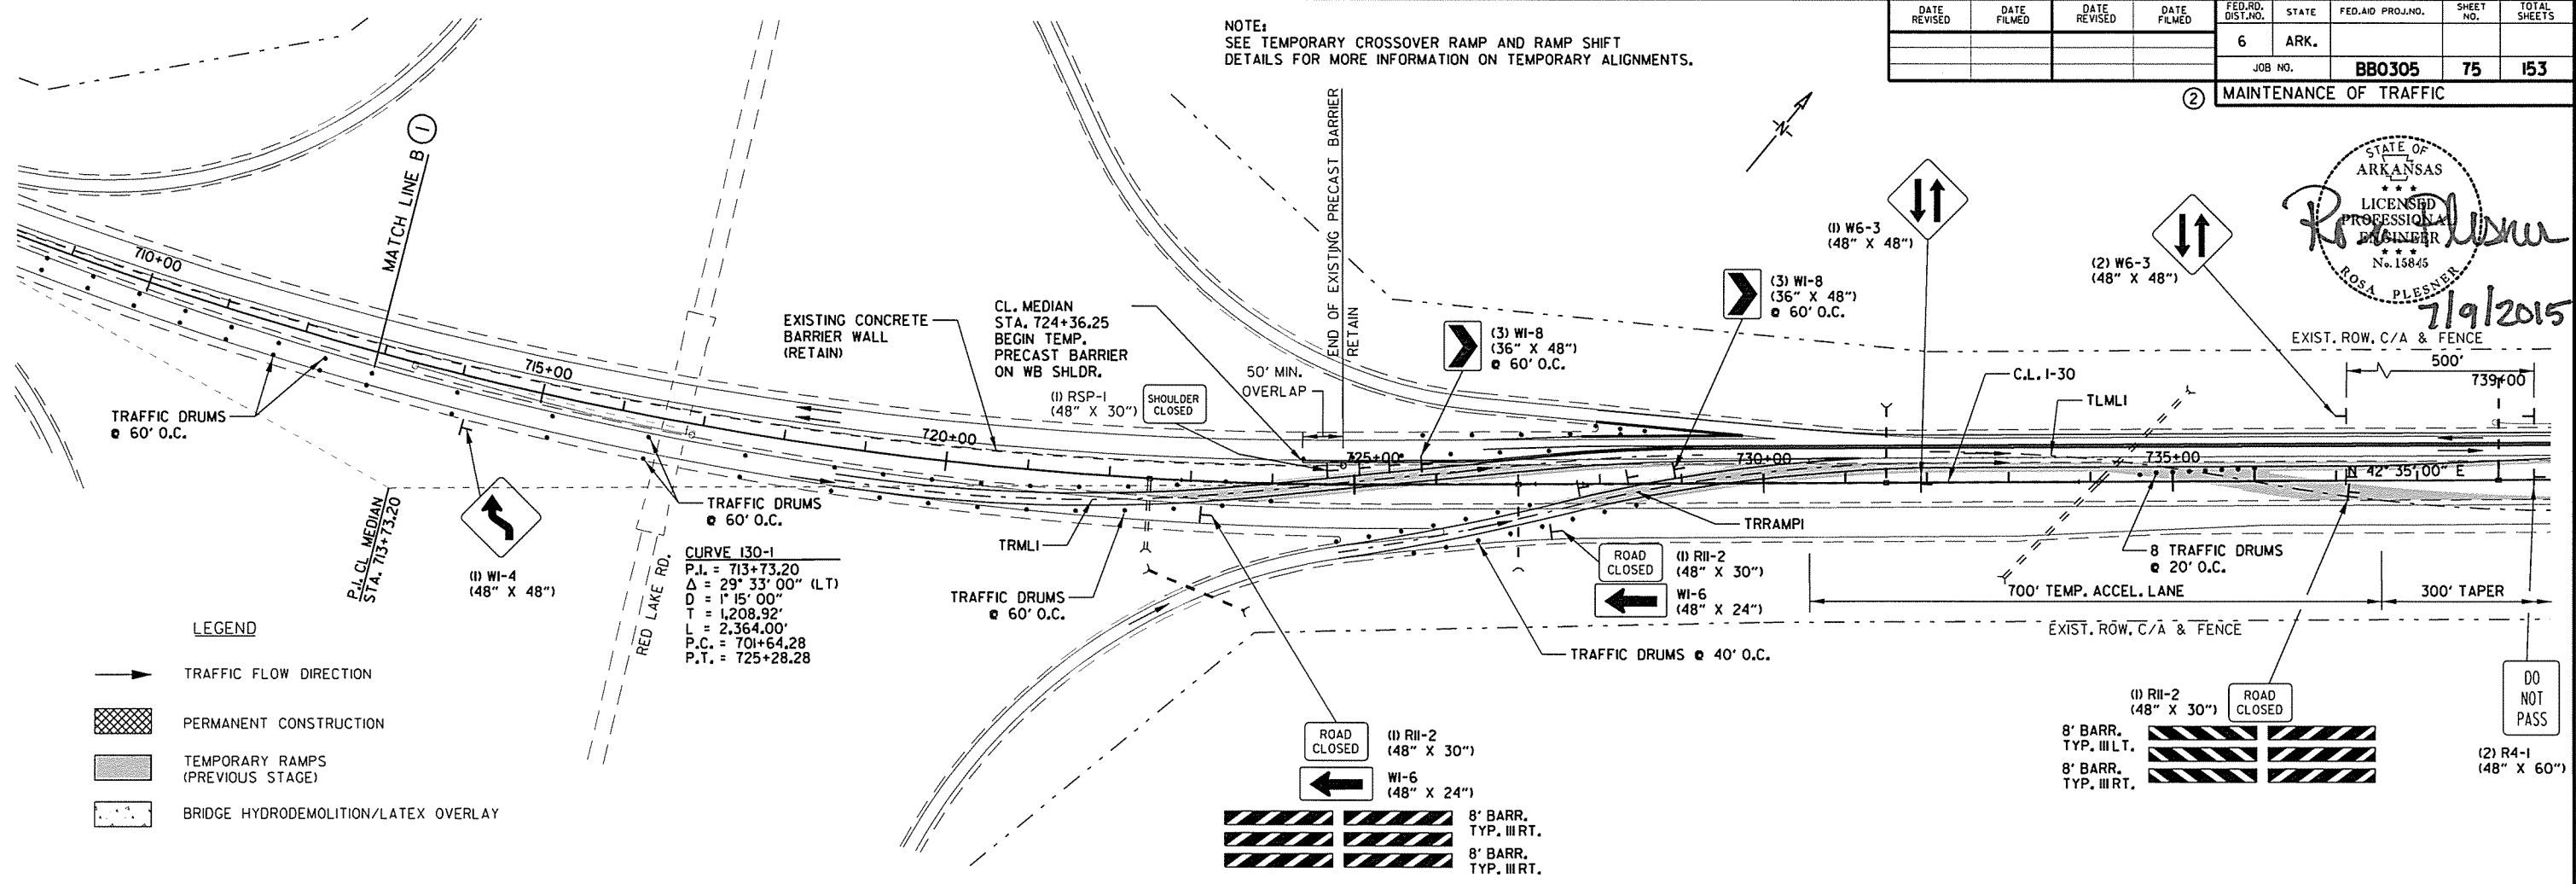 NOTE:
SEE TEMPORARY CROSSOVER RAMP AND RAMP SHIFT
DETAILS FOR MORE INFORMATION ON TEMPORARY ALIGNMENTS.
DATE REVISED
DATE FILMED
DATE REVISED
DATE FILMED
FED.RD. DIST.NO.
STATE
FED.AID PROJ.NO.
SHEET NO.
TOTAL SHEETS
6
ARK.
JOB NO.
BB0305
75
153
2
MAINTENANCE OF TRAFFIC
STATE OF
ARKANSAS
LICENSED
PROFESSIONAL
ENGINEER
No. 15845
ROSA PLESNER
Rosa Plesner
7/9/2015
N
MATCH LINE B 1
710+00
715+00
720+00
725+00
730+00
735+00
739+00
TRAFFIC DRUMS
@ 60' O.C.
P.I. CL MEDIAN
STA. 713+73.20
(1) W1-4
(48" X 48")
RED LAKE RD.
TRAFFIC DRUMS
@ 60' O.C.
CURVE 130-1
P.I. = 713+73.20
Δ = 29° 33' 00" (LT)
D = 1° 15' 00"
T = 1,208.92'
L = 2,364.00'
P.C. = 701+64.28
P.T. = 725+28.28
EXISTING CONCRETE
BARRIER WALL
(RETAIN)
CL. MEDIAN
STA. 724+36.25
BEGIN TEMP.
PRECAST BARRIER
ON WB SHLDR.
(1) RSP-1
(48" X 30")
SHOULDER
CLOSED
50' MIN.
OVERLAP
END OF EXISTING PRECAST BARRIER
RETAIN
(3) W1-8
(36" X 48")
@ 60' O.C.
(3) W1-8
(36" X 48")
@ 60' O.C.
(1) W6-3
(48" X 48")
(2) W6-3
(48" X 48")
EXIST. ROW, C/A & FENCE
500'
C.L. I-30
TLML1
N 42° 35' 00" E
TRML1
TRAFFIC DRUMS
@ 60' O.C.
TRRAMP1
ROAD
CLOSED
(1) R11-2
(48" X 30")
W1-6
(48" X 24")
8 TRAFFIC DRUMS
@ 20' O.C.
700' TEMP. ACCEL. LANE
300' TAPER
EXIST. ROW, C/A & FENCE
TRAFFIC DRUMS @ 40' O.C.
ROAD
CLOSED
(1) R11-2
(48" X 30")
W1-6
(48" X 24")
8' BARR.
TYP. III RT.
8' BARR.
TYP. III RT.
(1) R11-2
(48" X 30")
ROAD
CLOSED
8' BARR.
TYP. III LT.
8' BARR.
TYP. III RT.
DO
NOT
PASS
(2) R4-1
(48" X 60")
LEGEND
TRAFFIC FLOW DIRECTION
PERMANENT CONSTRUCTION
TEMPORARY RAMPS
(PREVIOUS STAGE)
BRIDGE HYDRODEMOLITION/LATEX OVERLAY